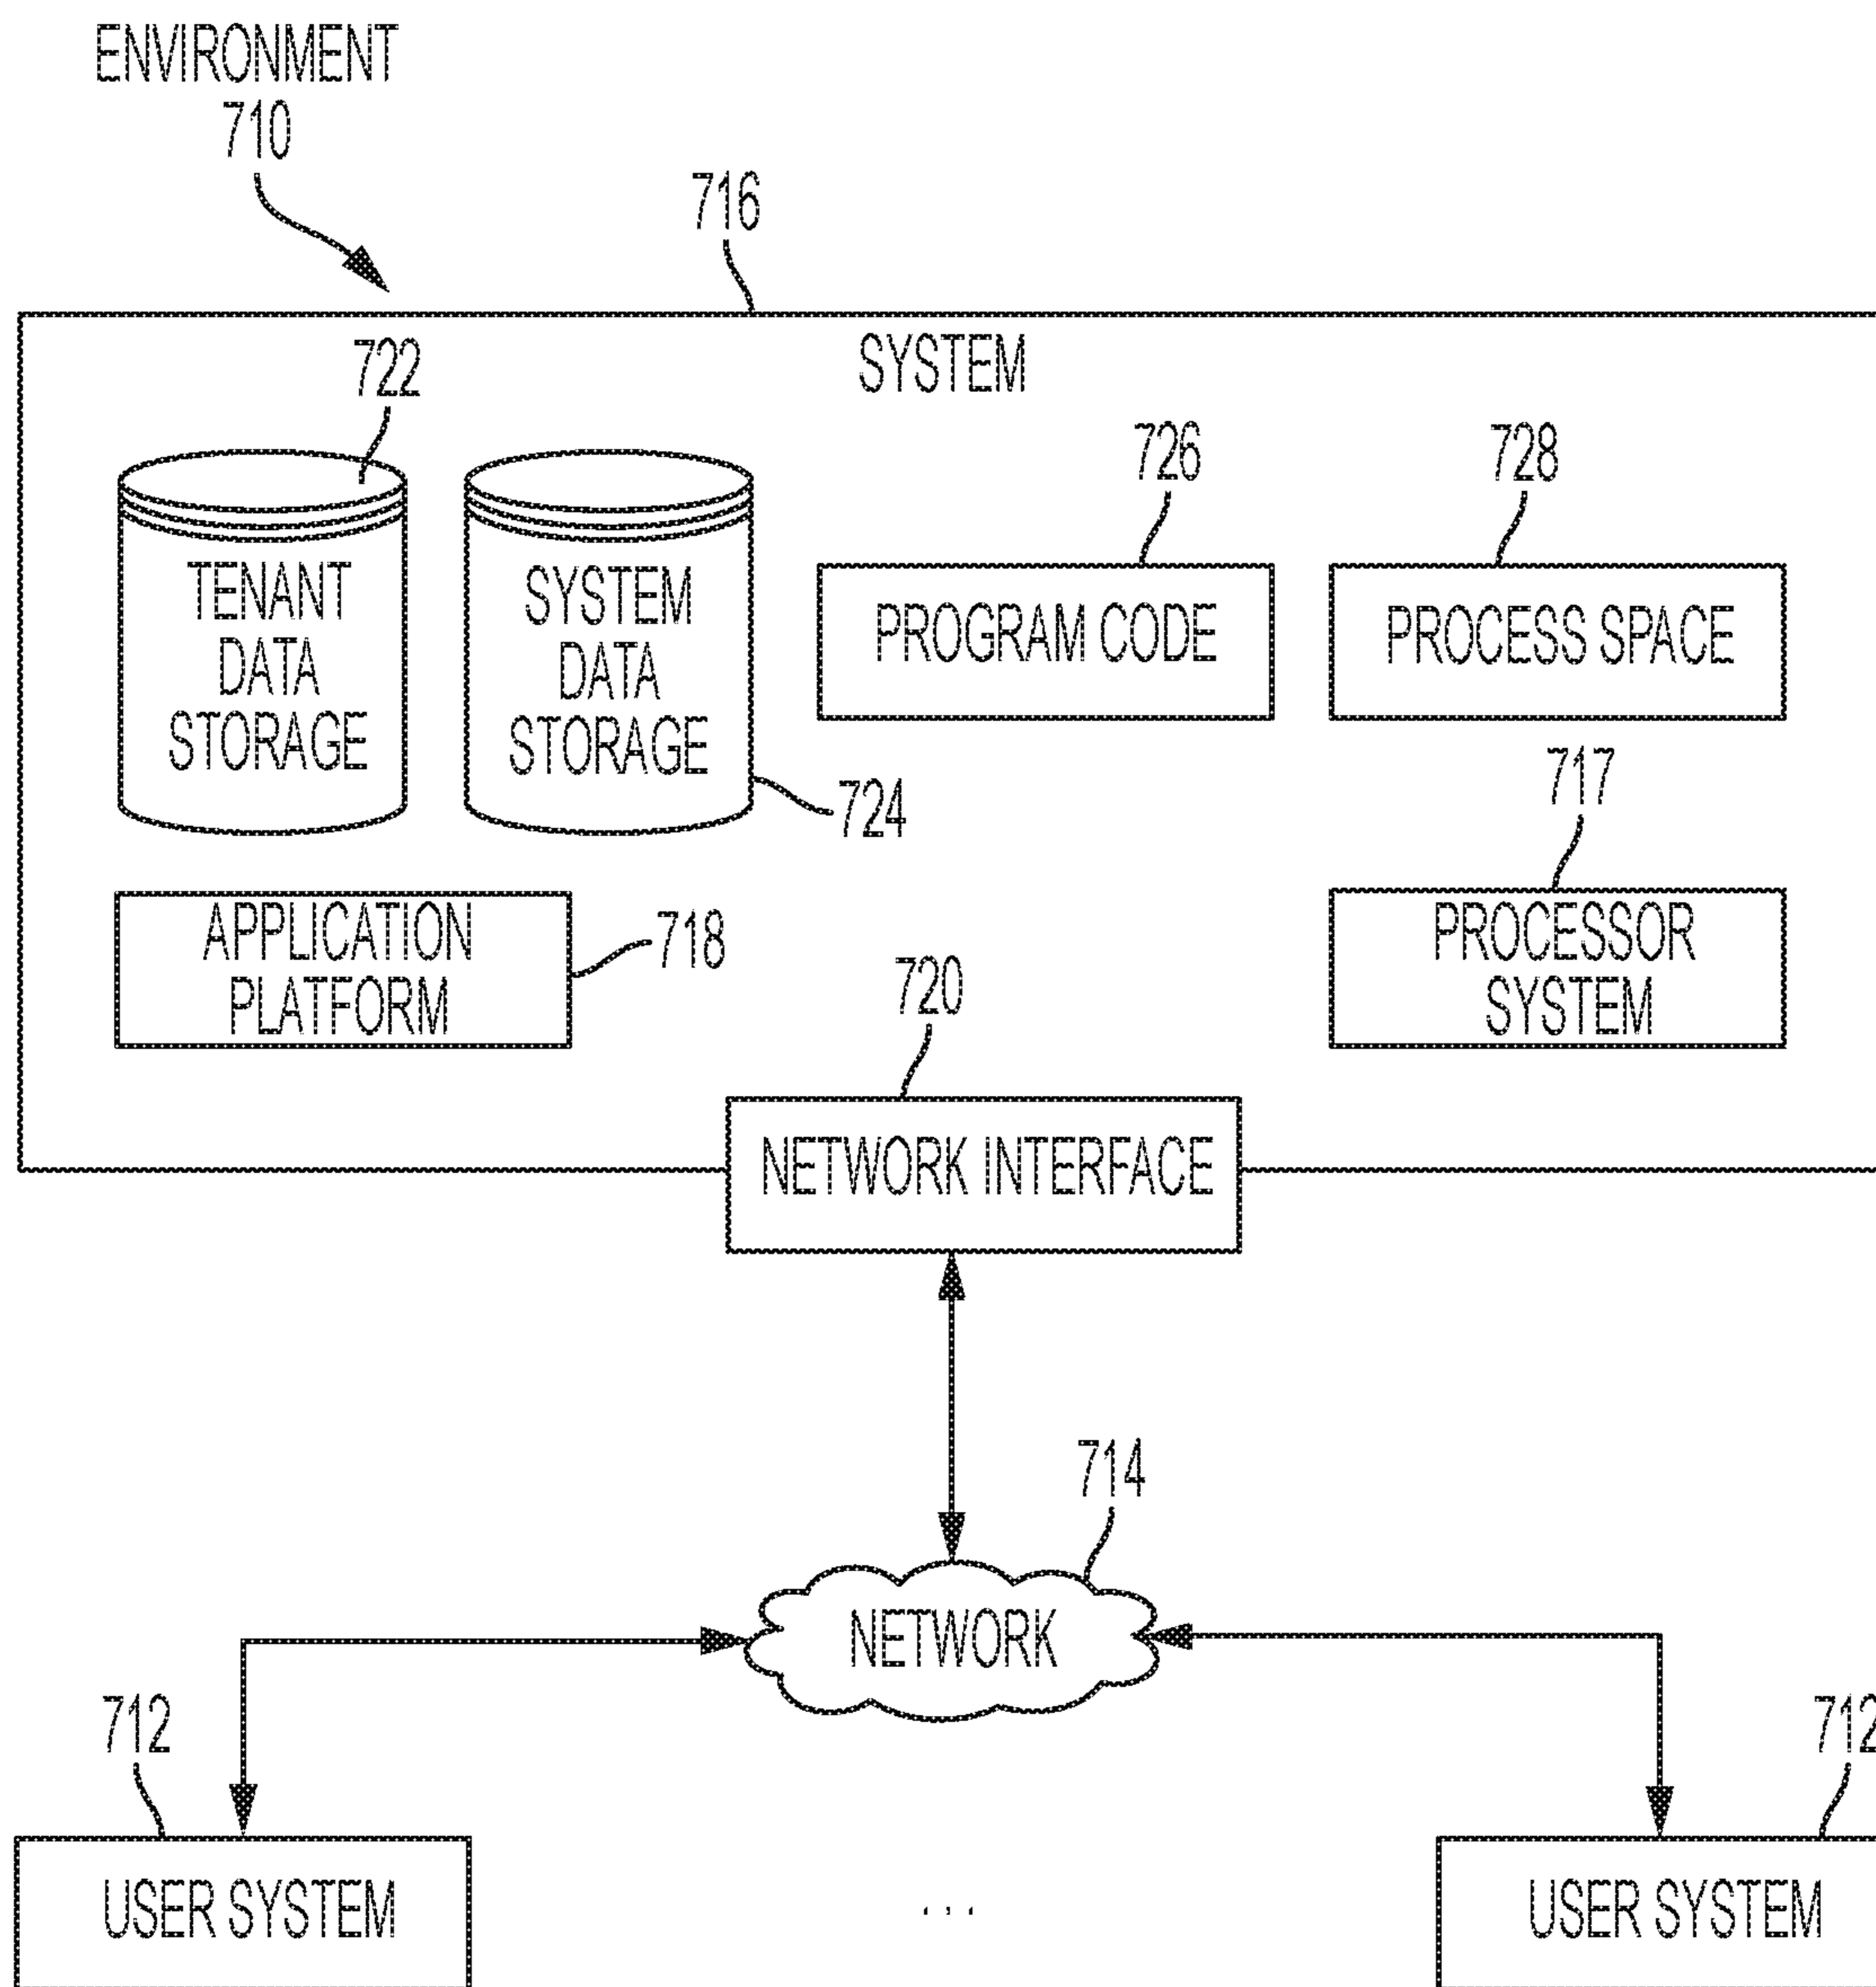 ENVIRONMENT
710
716
SYSTEM
722
726
728
TENANT
DATA
STORAGE
SYSTEM
DATA
STORAGE
PROGRAM CODE
PROCESS SPACE
724
717
APPLICATION
PLATFORM
718
PROCESSOR
SYSTEM
720
NETWORK INTERFACE
714
NETWORK
712
712
USER SYSTEM
...
USER SYSTEM